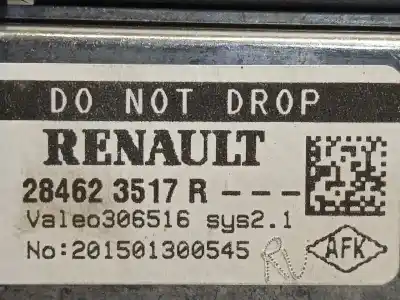 DO NOT DROP
RENAULT
28462 3517 R ---
Valeo306516 sys2.1
No:201501300545
AFK